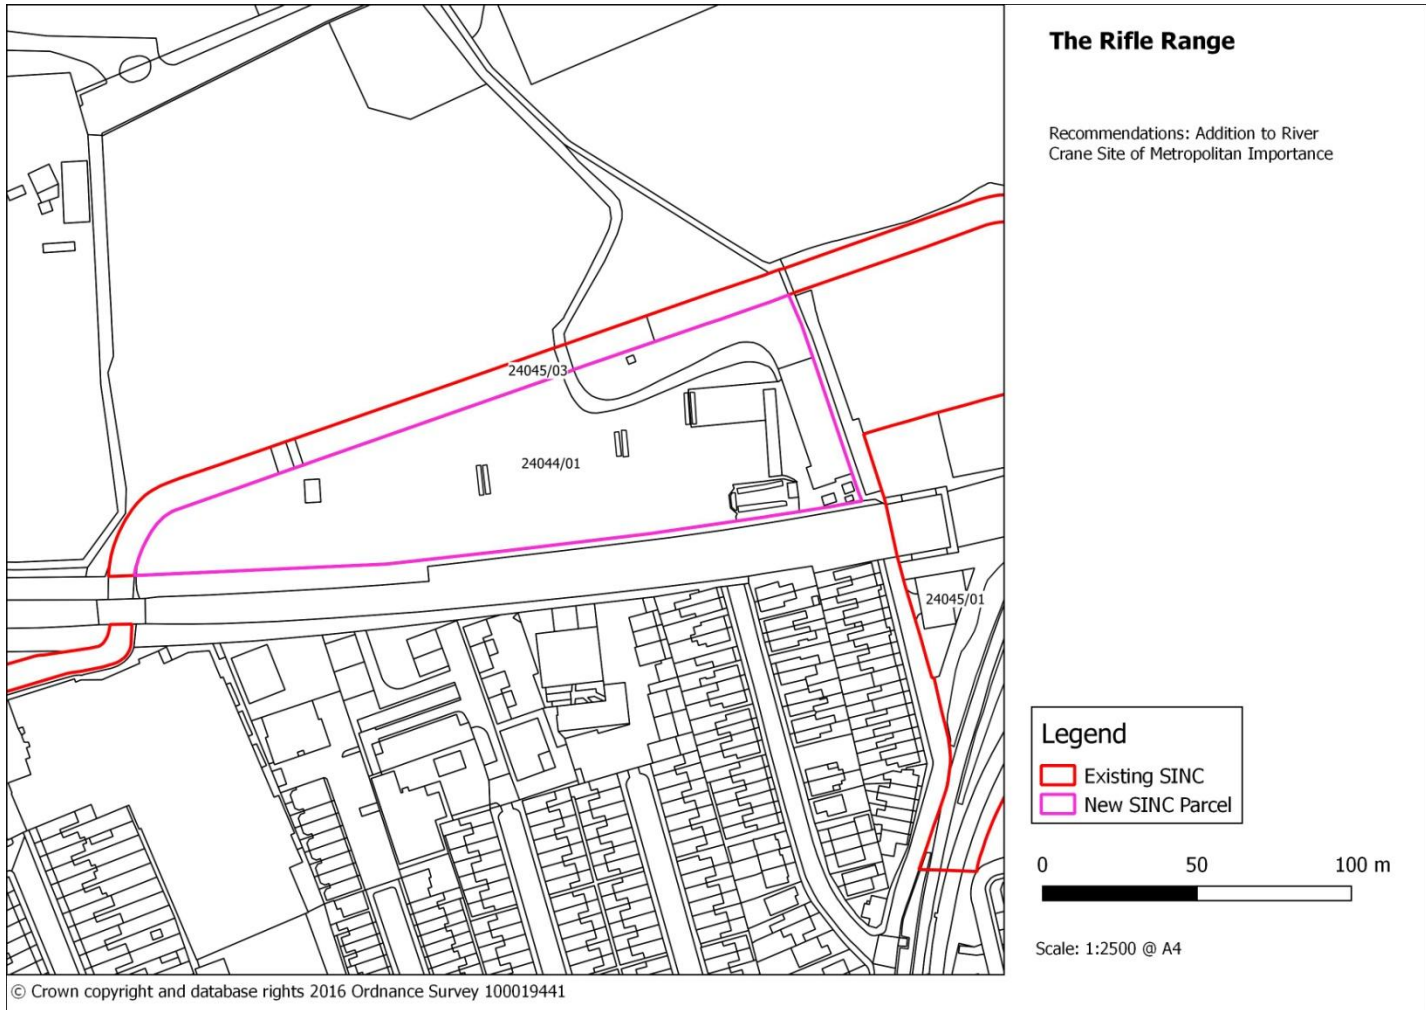 The Rifle Range
Recommendations: Addition to River
Crane Site of Metropolitan Importance
24045/03
24044/01
24045/01
Legend
Existing SINC
New SINC Parcel
0 50 100 m
Scale: 1:2500 @ A4
© Crown copyright and database rights 2016 Ordnance Survey 100019441